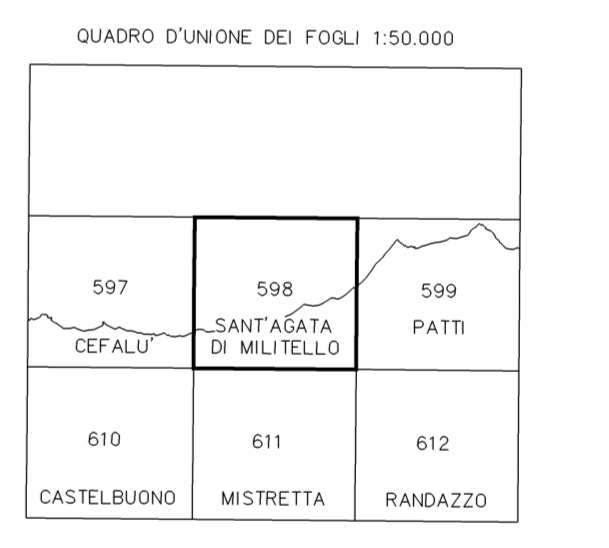 QUADRO D'UNIONE DEI FOGLI 1:50.000
597
CEFALU'
598
SANT'AGATA
DI MILITELLO
599
PATTI
610
CASTELBUONO
611
MISTRETTA
612
RANDAZZO